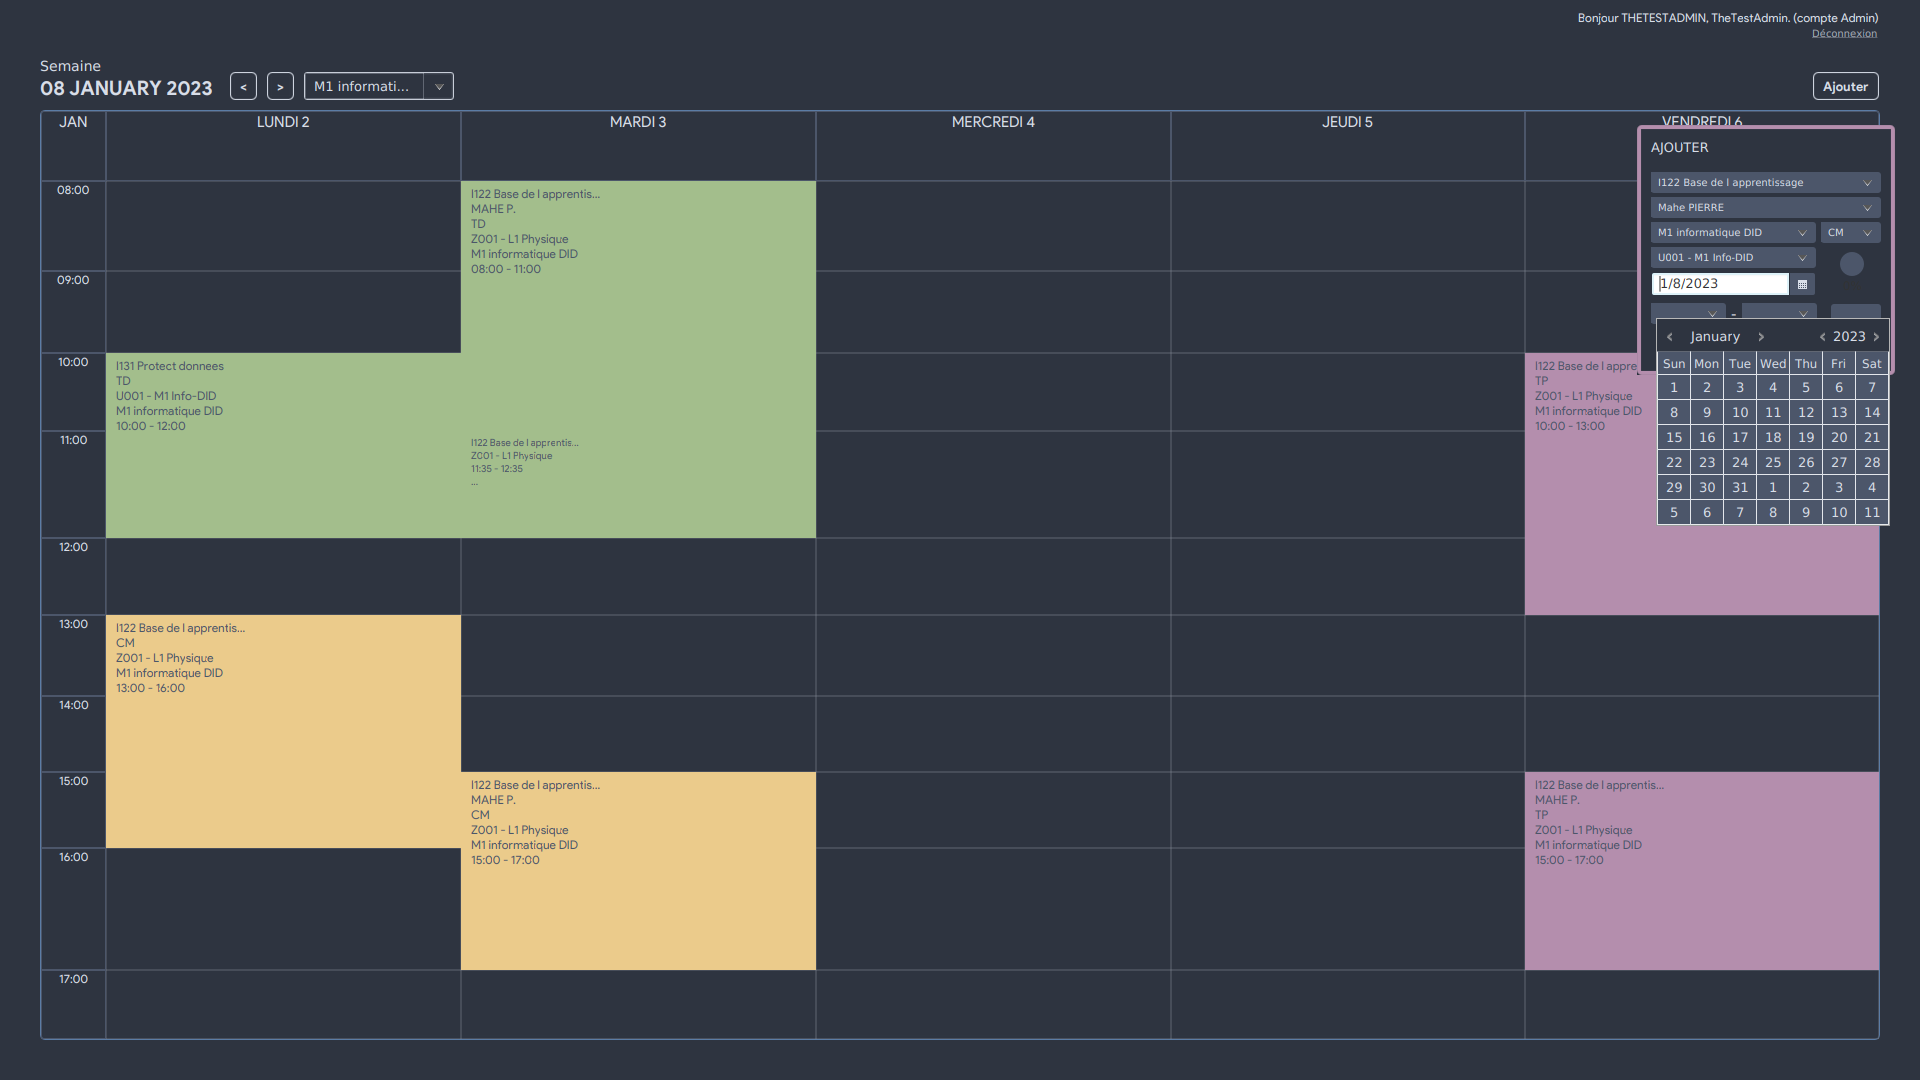 Bonjour THETESTADMIN, TheTestAdmin. (compte Admin)
Déconnexion
Semaine
08 JANUARY 2023
<
>
M1 informati...
Ajouter
JAN
LUNDI 2
MARDI 3
MERCREDI 4
JEUDI 5
VENDREDI 6
08:00
09:00
10:00
11:00
12:00
13:00
14:00
15:00
16:00
17:00
I131 Protect donnees
TD
U001 - M1 Info-DID
M1 informatique DID
10:00 - 12:00
I122 Base de l apprentis...
CM
Z001 - L1 Physique
M1 informatique DID
13:00 - 16:00
I122 Base de l apprentis...
MAHE P.
TD
Z001 - L1 Physique
M1 informatique DID
08:00 - 11:00
I122 Base de l apprentis...
Z001 - L1 Physique
11:35 - 12:35
...
I122 Base de l apprentis...
MAHE P.
CM
Z001 - L1 Physique
M1 informatique DID
15:00 - 17:00
I122 Base de l appre
TP
Z001 - L1 Physique
M1 informatique DID
10:00 - 13:00
I122 Base de l apprentis...
MAHE P.
TP
Z001 - L1 Physique
M1 informatique DID
15:00 - 17:00
AJOUTER
I122 Base de l apprentissage
Mahe PIERRE
M1 informatique DID
CM
U001 - M1 Info-DID
1/8/2023
-
< January > < 2023 >
Sun Mon Tue Wed Thu Fri Sat
1 2 3 4 5 6 7
8 9 10 11 12 13 14
15 16 17 18 19 20 21
22 23 24 25 26 27 28
29 30 31 1 2 3 4
5 6 7 8 9 10 11